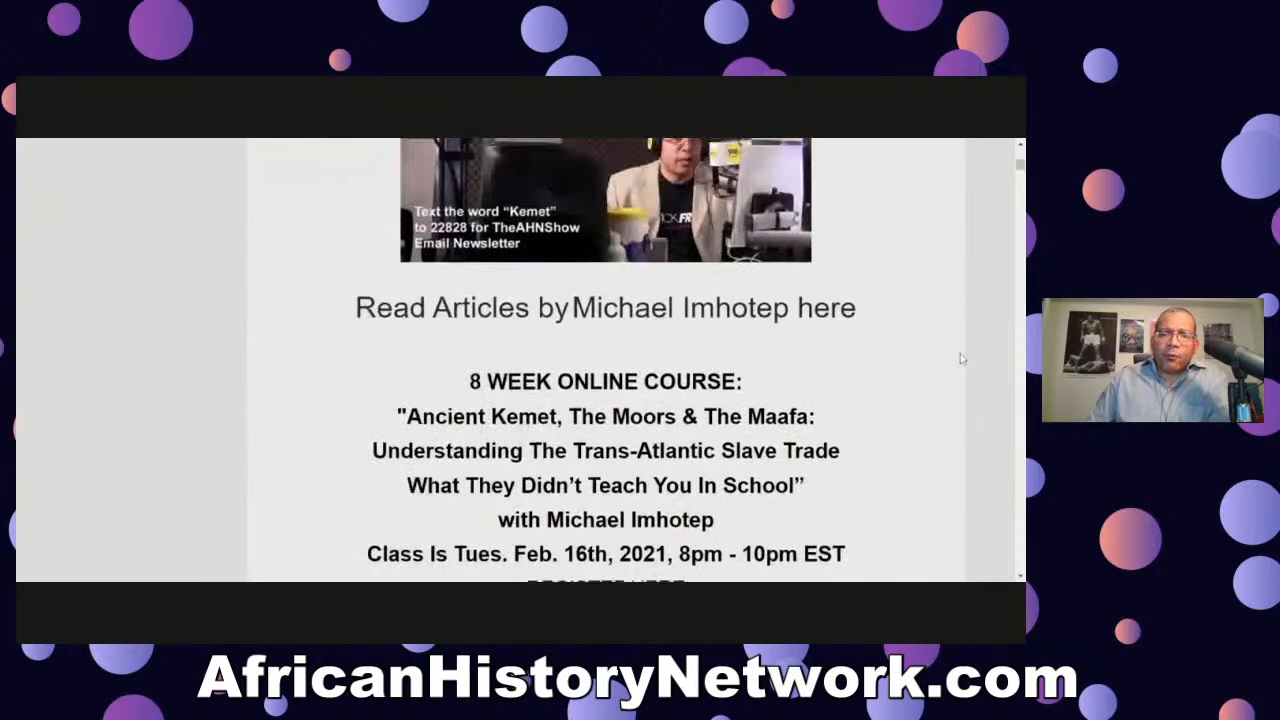 Text the word “Kemet”
to 22828 for TheAHNShow
Email Newsletter
Read Articles by Michael Imhotep here
8 WEEK ONLINE COURSE:
"Ancient Kemet, The Moors & The Maafa:
Understanding The Trans-Atlantic Slave Trade
What They Didn’t Teach You In School”
with Michael Imhotep
Class Is Tues. Feb. 16th, 2021, 8pm - 10pm EST
AfricanHistoryNetwork.com